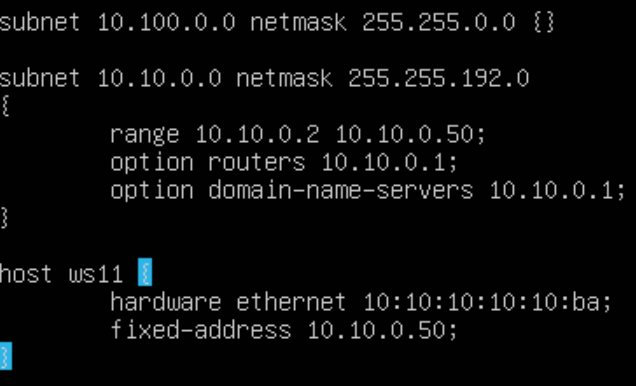 subnet 10.100.0.0 netmask 255.255.0.0 {}
subnet 10.10.0.0 netmask 255.255.192.0
{
range 10.10.0.2 10.10.0.50;
option routers 10.10.0.1;
option domain-name-servers 10.10.0.1;
}
host ws11 {
hardware ethernet 10:10:10:10:10:ba;
fixed-address 10.10.0.50;
}